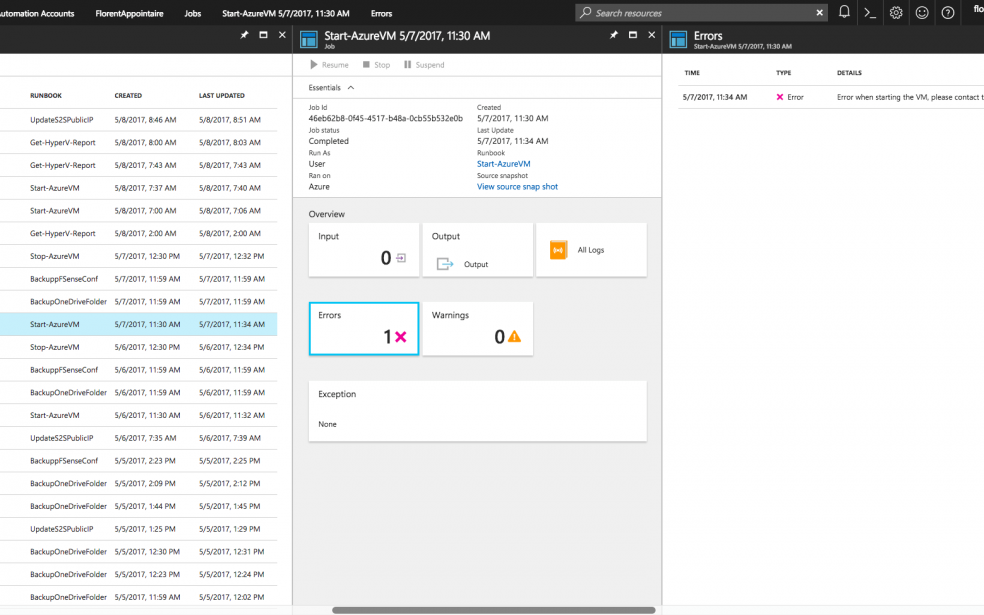 utomation Accounts FlorentAppointaire Jobs Start-AzureVM 5/7/2017, 11:30 AM Errors Search resources flo
RUNBOOK CREATED LAST UPDATED
UpdateS2SPublicIP 5/8/2017, 8:46 AM 5/8/2017, 8:51 AM
Get-HyperV-Report 5/8/2017, 8:00 AM 5/8/2017, 8:03 AM
Get-HyperV-Report 5/8/2017, 7:43 AM 5/8/2017, 7:43 AM
Start-AzureVM 5/8/2017, 7:37 AM 5/8/2017, 7:40 AM
Start-AzureVM 5/8/2017, 7:00 AM 5/8/2017, 7:06 AM
Get-HyperV-Report 5/8/2017, 2:00 AM 5/8/2017, 2:00 AM
Stop-AzureVM 5/7/2017, 12:30 PM 5/7/2017, 12:32 PM
BackuppFSenseConf 5/7/2017, 11:59 AM 5/7/2017, 11:59 AM
BackupOneDriveFolder 5/7/2017, 11:59 AM 5/7/2017, 11:59 AM
Start-AzureVM 5/7/2017, 11:30 AM 5/7/2017, 11:34 AM
Stop-AzureVM 5/6/2017, 12:30 PM 5/6/2017, 12:34 PM
BackuppFSenseConf 5/6/2017, 11:59 AM 5/6/2017, 11:59 AM
BackupOneDriveFolder 5/6/2017, 11:59 AM 5/6/2017, 11:59 AM
Start-AzureVM 5/6/2017, 11:30 AM 5/6/2017, 11:32 AM
UpdateS2SPublicIP 5/6/2017, 7:35 AM 5/6/2017, 7:39 AM
BackuppFSenseConf 5/5/2017, 2:23 PM 5/5/2017, 2:25 PM
BackupOneDriveFolder 5/5/2017, 2:09 PM 5/5/2017, 2:12 PM
BackupOneDriveFolder 5/5/2017, 1:44 PM 5/5/2017, 1:45 PM
UpdateS2SPublicIP 5/5/2017, 1:25 PM 5/5/2017, 1:29 PM
BackupOneDriveFolder 5/5/2017, 12:30 PM 5/5/2017, 12:31 PM
BackupOneDriveFolder 5/5/2017, 12:23 PM 5/5/2017, 12:24 PM
BackupOneDriveFolder 5/5/2017, 11:59 AM 5/5/2017, 12:02 PM
Start-AzureVM 5/7/2017, 11:30 AM
Job
Resume Stop Suspend
Essentials
Job Id Created
46eb62b8-0f45-4517-b48a-0cb55b532e0b 5/7/2017, 11:30 AM
Job status Last Update
Completed 5/7/2017, 11:34 AM
Run As Runbook
User Start-AzureVM
Ran on Source snapshot
Azure View source snap shot
Overview
Input Output
0 Output All Logs
Errors Warnings
1 0
Exception
None
Errors
Start-AzureVM 5/7/2017, 11:30 AM
TIME TYPE DETAILS
5/7/2017, 11:34 AM Error Error when starting the VM, please contact t